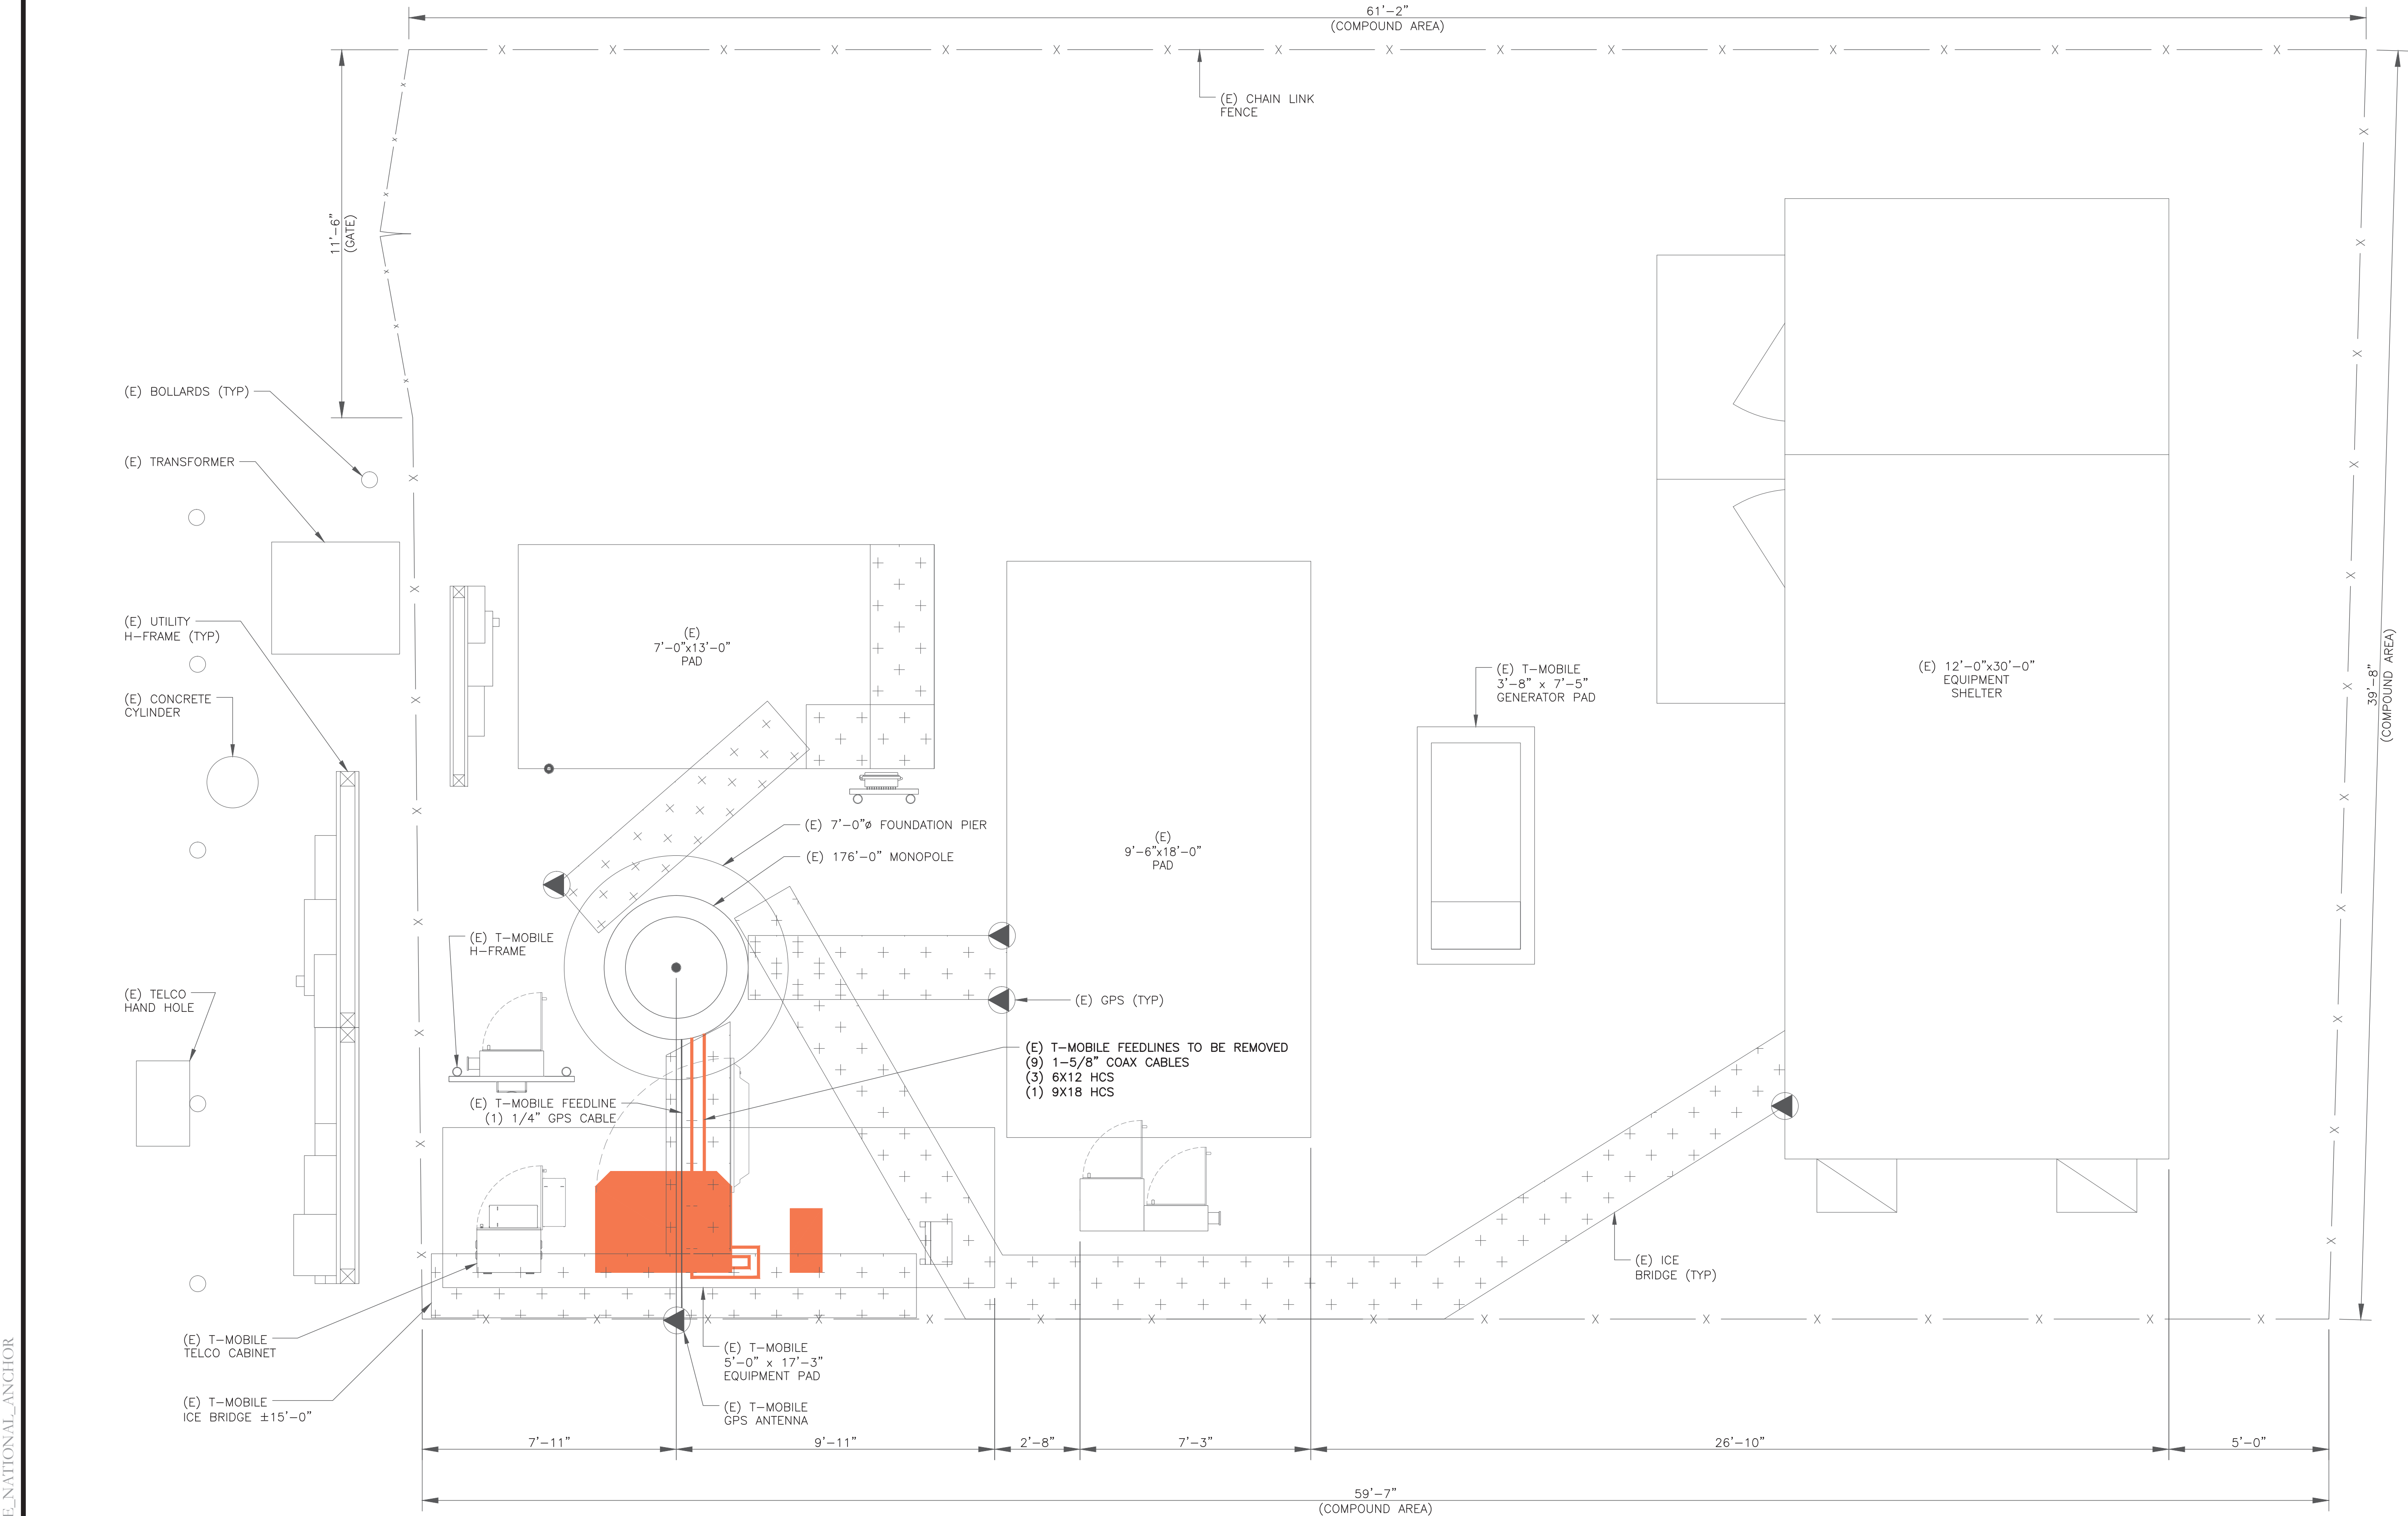 61'-2"
(COMPOUND AREA)
(E) CHAIN LINK
FENCE
11'-6"
(GATE)
(E) BOLLARDS (TYP)
(E) TRANSFORMER
(E) UTILITY
H-FRAME (TYP)
(E) CONCRETE
CYLINDER
(E) TELCO
HAND HOLE
(E)
7'-0"x13'-0"
PAD
(E) T-MOBILE
3'-8" x 7'-5"
GENERATOR PAD
(E) 12'-0"x30'-0"
EQUIPMENT
SHELTER
39'-8"
(COMPOUND AREA)
(E) 7'-0"ø FOUNDATION PIER
(E) 176'-0" MONOPOLE
(E)
9'-6"x18'-0"
PAD
(E) T-MOBILE
H-FRAME
(E) GPS (TYP)
(E) T-MOBILE FEEDLINES TO BE REMOVED
(9) 1-5/8" COAX CABLES
(3) 6X12 HCS
(1) 9X18 HCS
(E) T-MOBILE FEEDLINE
(1) 1/4" GPS CABLE
(E) ICE
BRIDGE (TYP)
(E) T-MOBILE
TELCO CABINET
(E) T-MOBILE
5'-0" x 17'-3"
EQUIPMENT PAD
(E) T-MOBILE
ICE BRIDGE ±15'-0"
(E) T-MOBILE
GPS ANTENNA
7'-11"
9'-11"
2'-8"
7'-3"
26'-10"
5'-0"
59'-7"
(COMPOUND AREA)
E_NATIONAL_ANCHOR